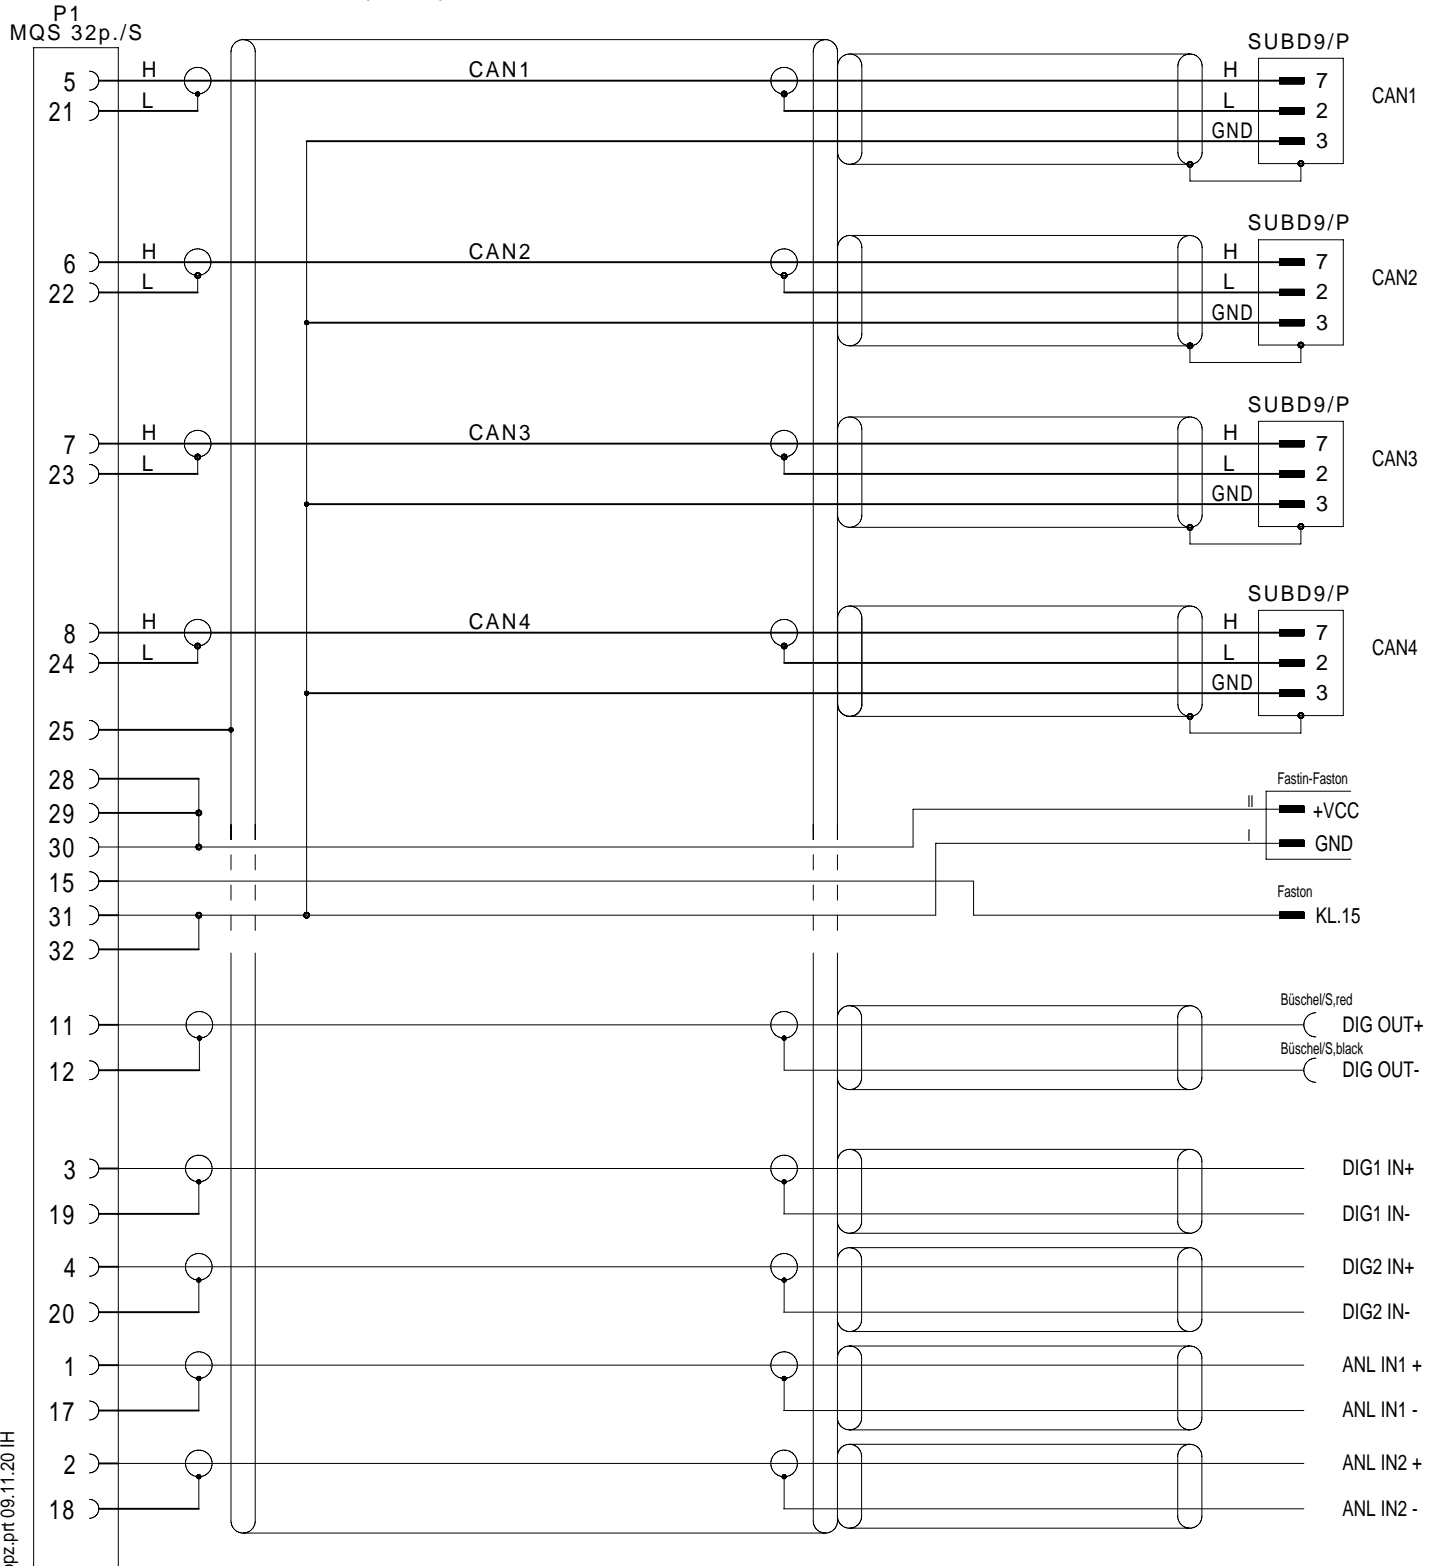 P1
MQS 32p./S
SUBD9/P
5 H CAN1 H 7
CAN1
21 L L 2
GND 3
SUBD9/P
6 H CAN2 H 7
CAN2
22 L L 2
GND 3
SUBD9/P
7 H CAN3 H 7
CAN3
23 L L 2
GND 3
SUBD9/P
8 H CAN4 H 7
CAN4
24 L L 2
GND 3
25
28
Fastin-Faston
29
II +VCC
30
I GND
15
Faston
31 KL.15
32
Büschel/S,red
11 DIG OUT+
Büschel/S,black
12 DIG OUT-
3 DIG1 IN+
19 DIG1 IN-
4 DIG2 IN+
20 DIG2 IN-
1 ANL IN1 +
17 ANL IN1 -
2 ANL IN2 +
18 ANL IN2 -
opz.prt 09.11.20 IH